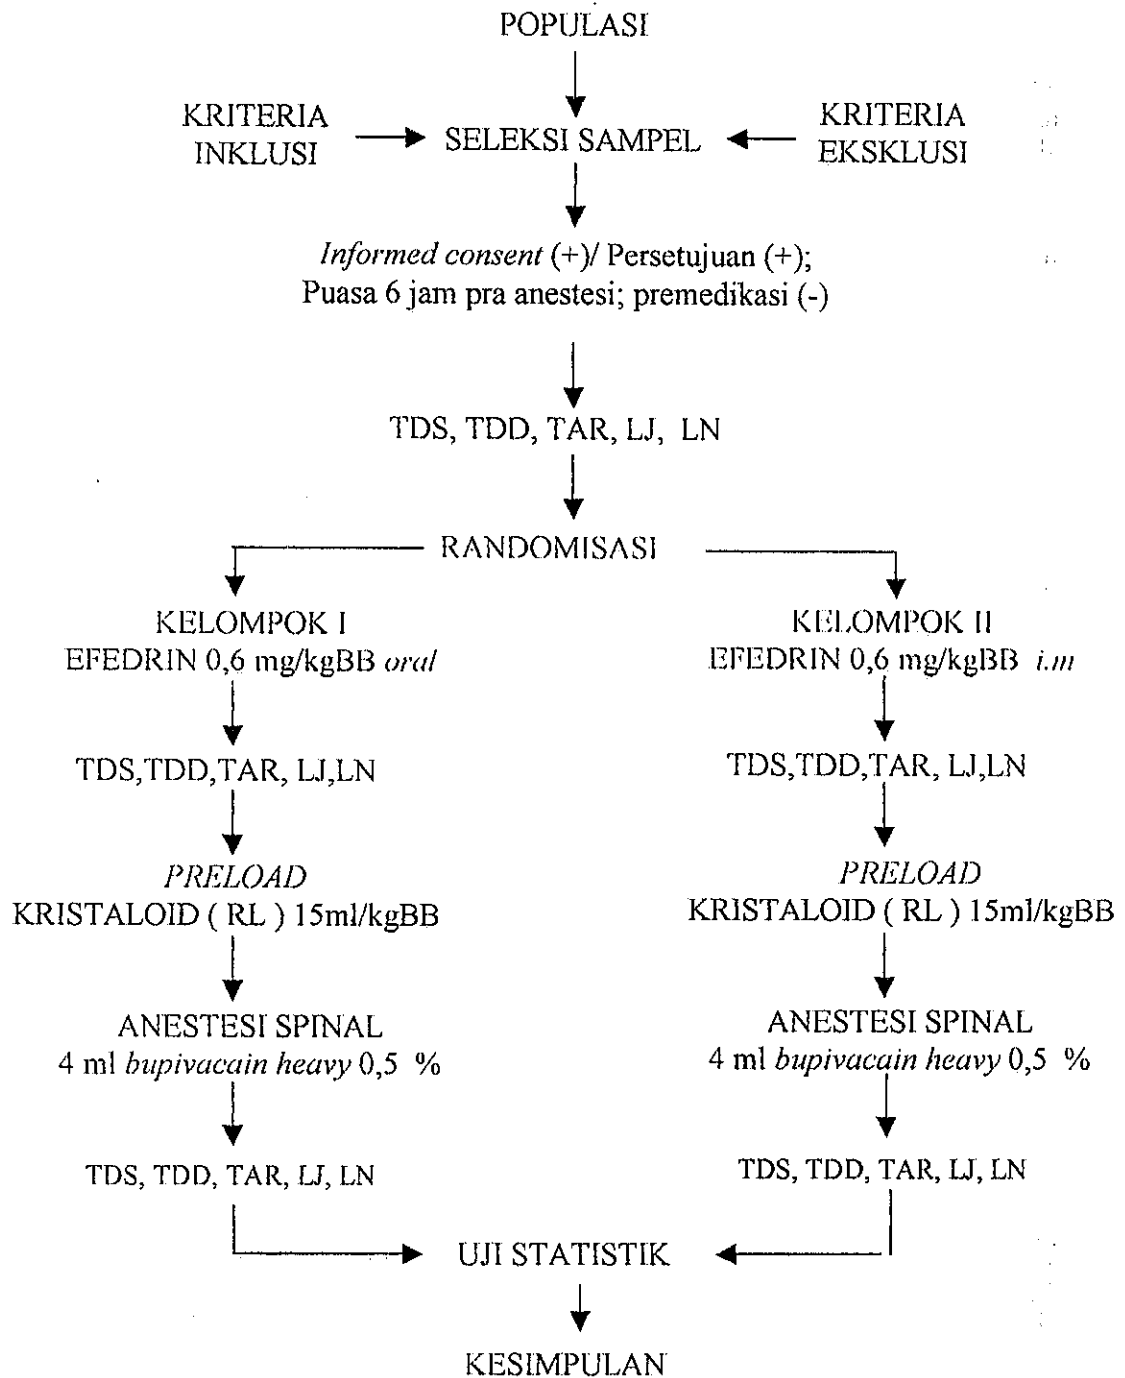 POPULASI
KRITERIA
INKLUSI
SELEKSI SAMPEL
KRITERIA
EKSKLUSI
Informed consent (+)/ Persetujuan (+);
Puasa 6 jam pra anestesi; premedikasi (-)
TDS, TDD, TAR, LJ, LN
RANDOMISASI
KELOMPOK I
EFEDRIN 0,6 mg/kgBB oral
TDS,TDD,TAR, LJ,LN
PRELOAD
KRISTALOID ( RL ) 15ml/kgBB
ANESTESI SPINAL
4 ml bupivacain heavy 0,5 %
TDS, TDD, TAR, LJ, LN
KELOMPOK II
EFEDRIN 0,6 mg/kgBB i.m
TDS,TDD,TAR, LJ,LN
PRELOAD
KRISTALOID ( RL ) 15ml/kgBB
ANESTESI SPINAL
4 ml bupivacain heavy 0,5 %
TDS, TDD, TAR, LJ, LN
UJI STATISTIK
KESIMPULAN